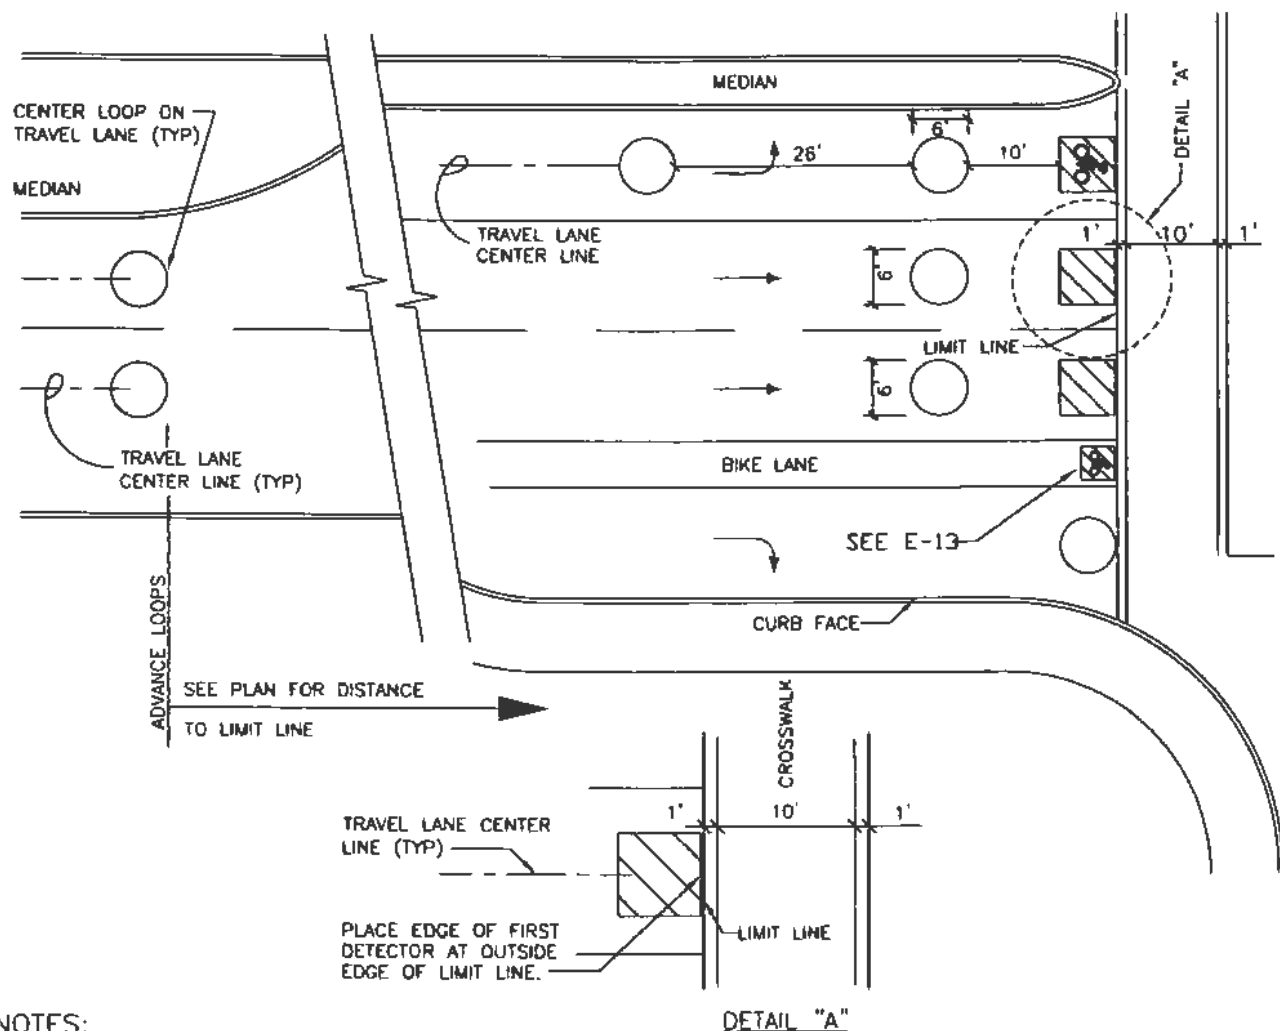 MEDIAN
CENTER LOOP ON
TRAVEL LANE (TYP)
DETAIL "A"
6'
26'
10'
MEDIAN
TRAVEL LANE
CENTER LINE
1'
10'
1'
6'
LIMIT LINE
6'
TRAVEL LANE
CENTER LINE (TYP)
BIKE LANE
SEE E-13
CURB FACE
ADVANCE LOOPS
SEE PLAN FOR DISTANCE
TO LIMIT LINE
CROSSWALK
1'
10'
1'
TRAVEL LANE CENTER
LINE (TYP)
PLACE EDGE OF FIRST
DETECTOR AT OUTSIDE
EDGE OF LIMIT LINE.
LIMIT LINE
NOTES:
DETAIL "A"